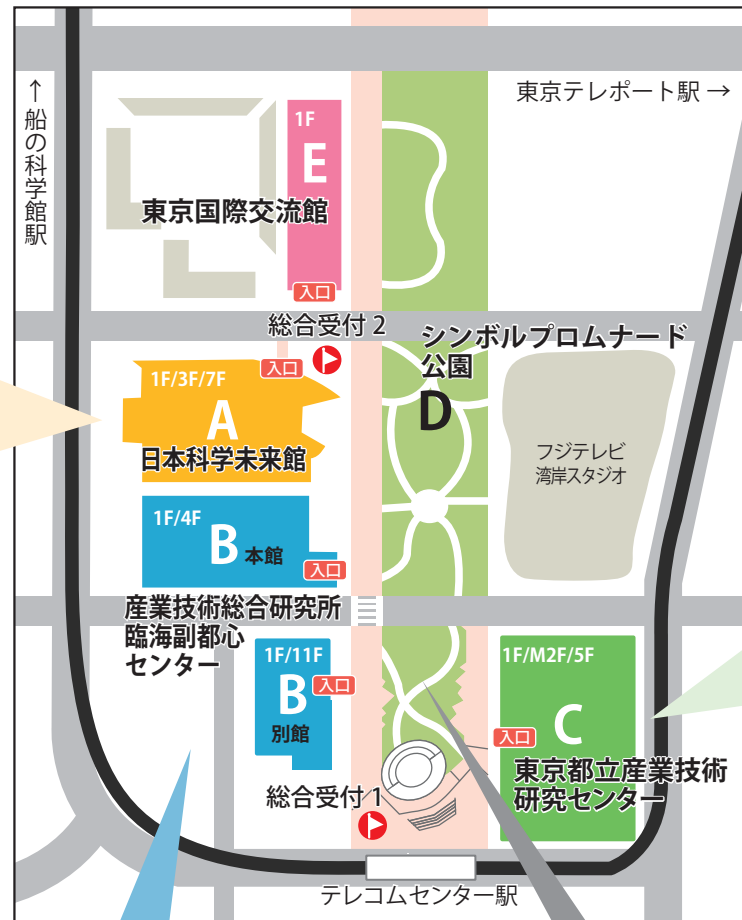 東京テレポート駅 →
↑船の科学館駅
1F
E
東京国際交流館
入口
総合受付 2
シンボルプロムナード
公園
D
入口
1F/3F/7F
A
日本科学未来館
フジテレビ
湾岸スタジオ
1F/4F
B 本館
入口
産業技術総合研究所
臨海副都心
センター
1F/11F
B
入口
別館
1F/M2F/5F
C
入口
東京都立産業技術
研究センター
総合受付 1
テレコムセンター駅